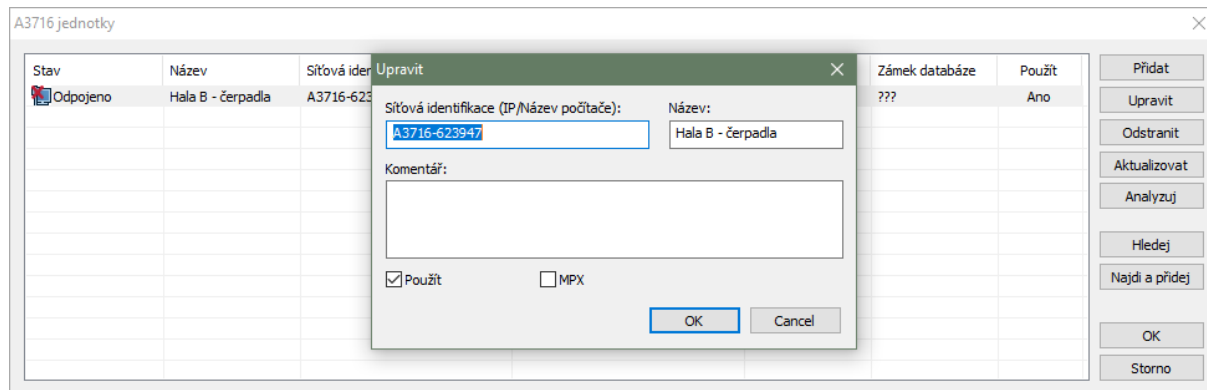 A3716 jednotky
Stav Název Síťová iden Zámek databáze Použít
Odpojeno Hala B - čerpadla A3716-623 ??? Ano
Upravit
Síťová identifikace (IP/Název počítače): Název:
A3716-623947 Hala B - čerpadla
Komentář:
Použít MPX
OK Cancel
Přidat
Upravit
Odstranit
Aktualizovat
Analyzuj
Hledej
Najdi a přidej
OK
Storno